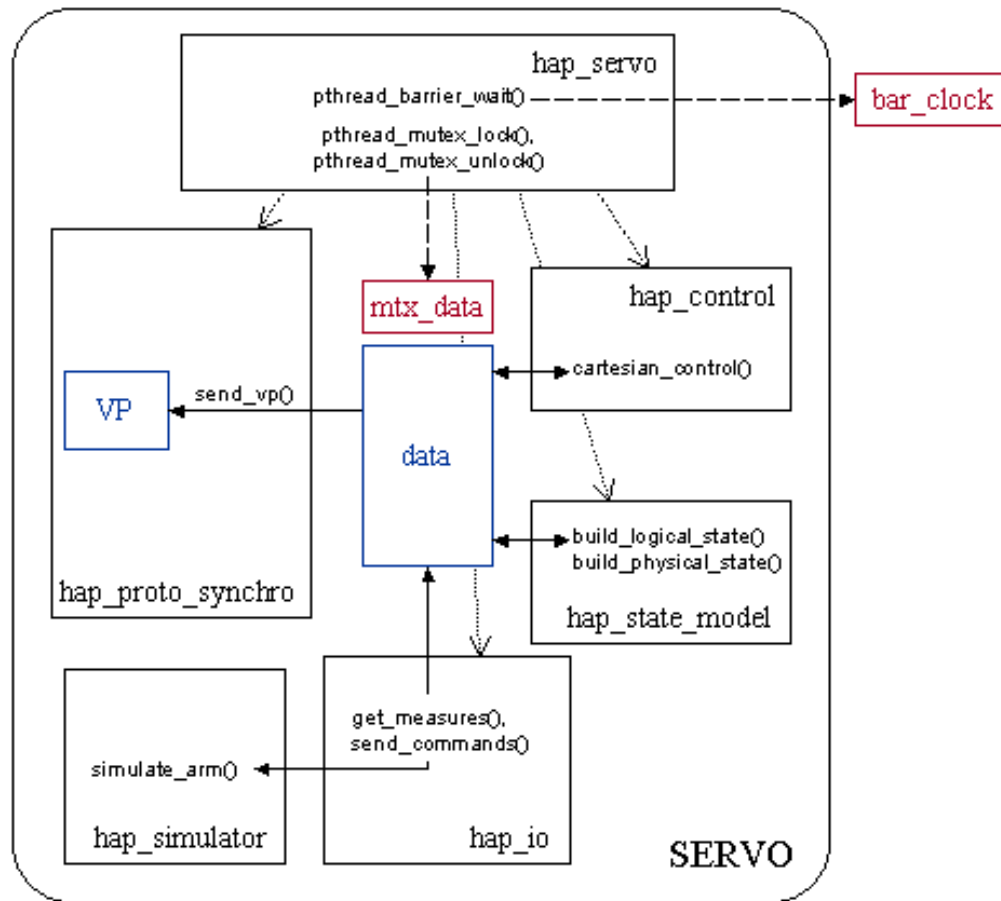 hap_servo
pthread_barrier_wait()
bar_clock
pthread_mutex_lock(),
pthread_mutex_unlock()
mtx_data
hap_control
cartesian_control()
VP
send_vp()
data
build_logical_state()
build_physical_state()
hap_proto_synchro
hap_state_model
get_measures(),
send_commands()
simulate_arm()
hap_simulator
hap_io
SERVO